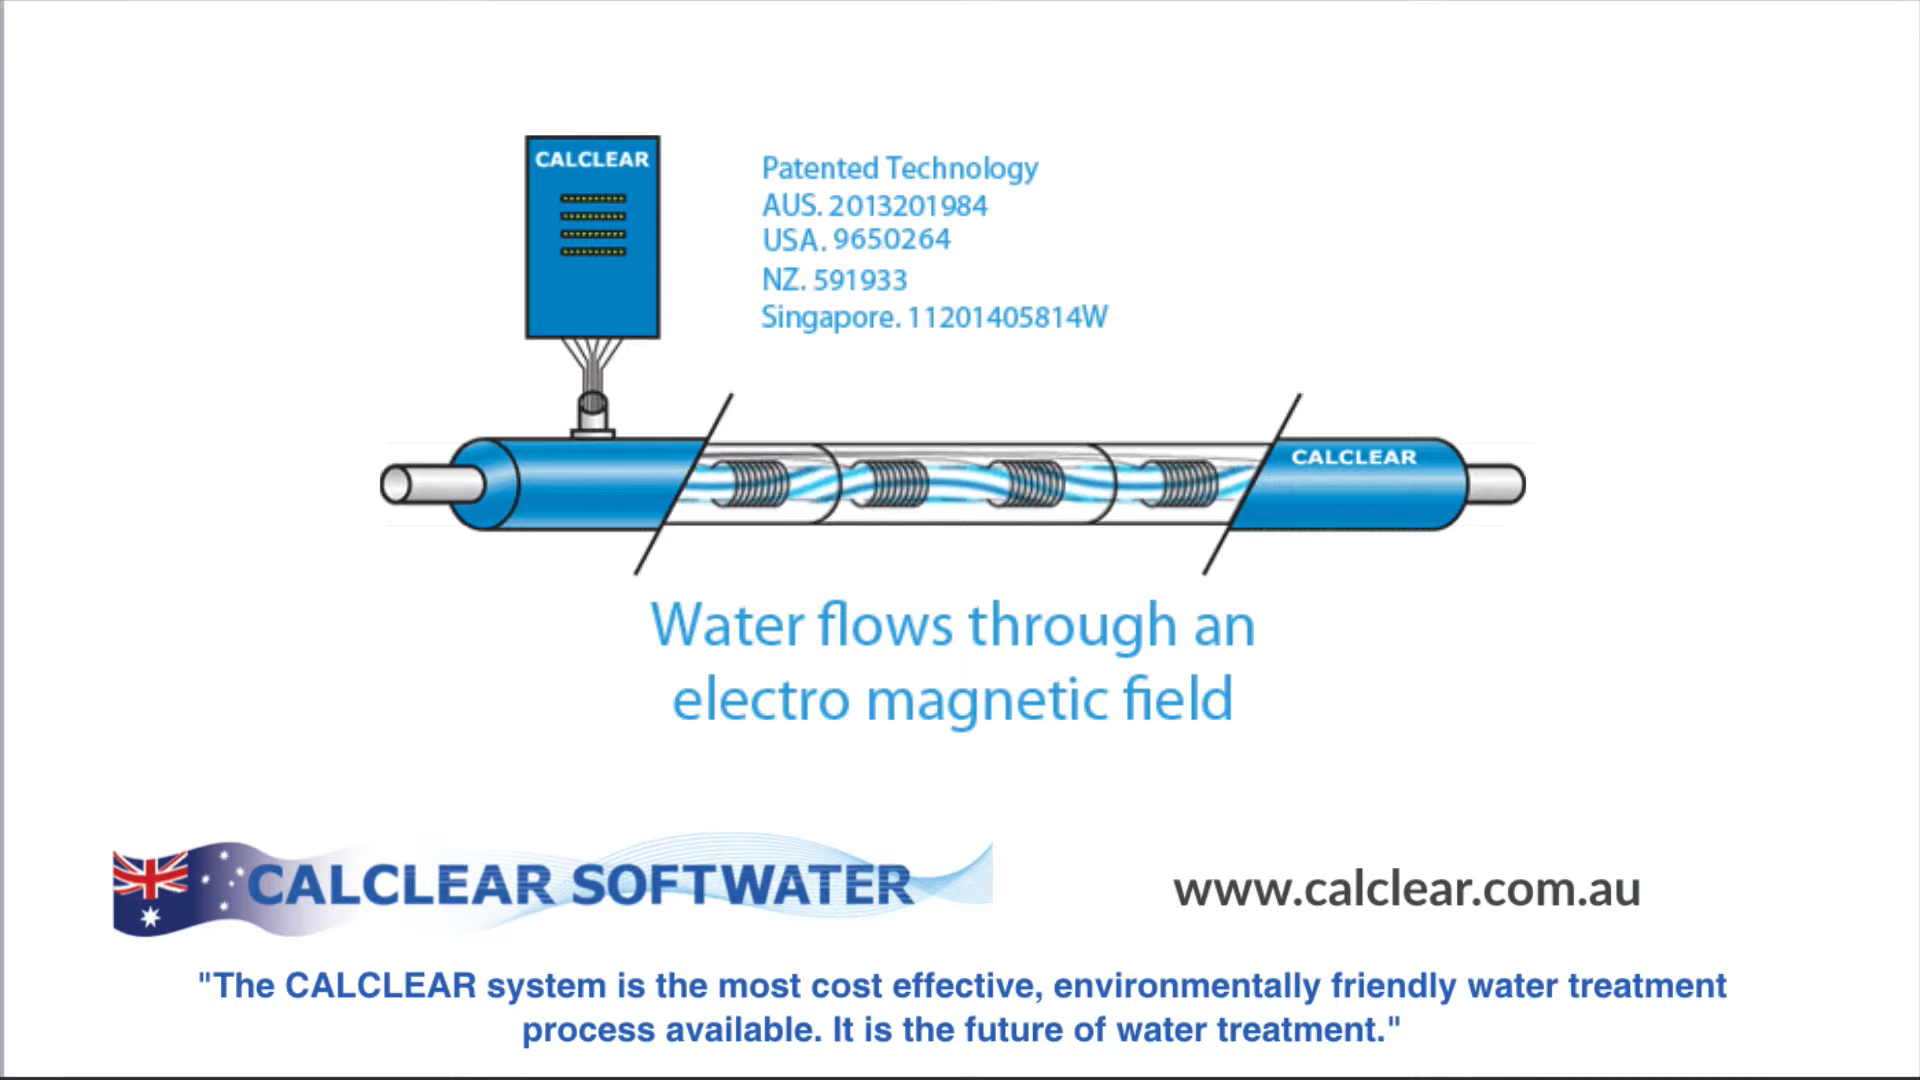 CALCLEAR
Patented Technology
AUS. 2013201984
USA. 9650264
NZ. 591933
Singapore. 11201405814W
CALCLEAR
Water flows through an
electro magnetic field
CALCLEAR SOFTWATER
www.calclear.com.au
"The CALCLEAR system is the most cost effective, environmentally friendly water treatment
process available. It is the future of water treatment."